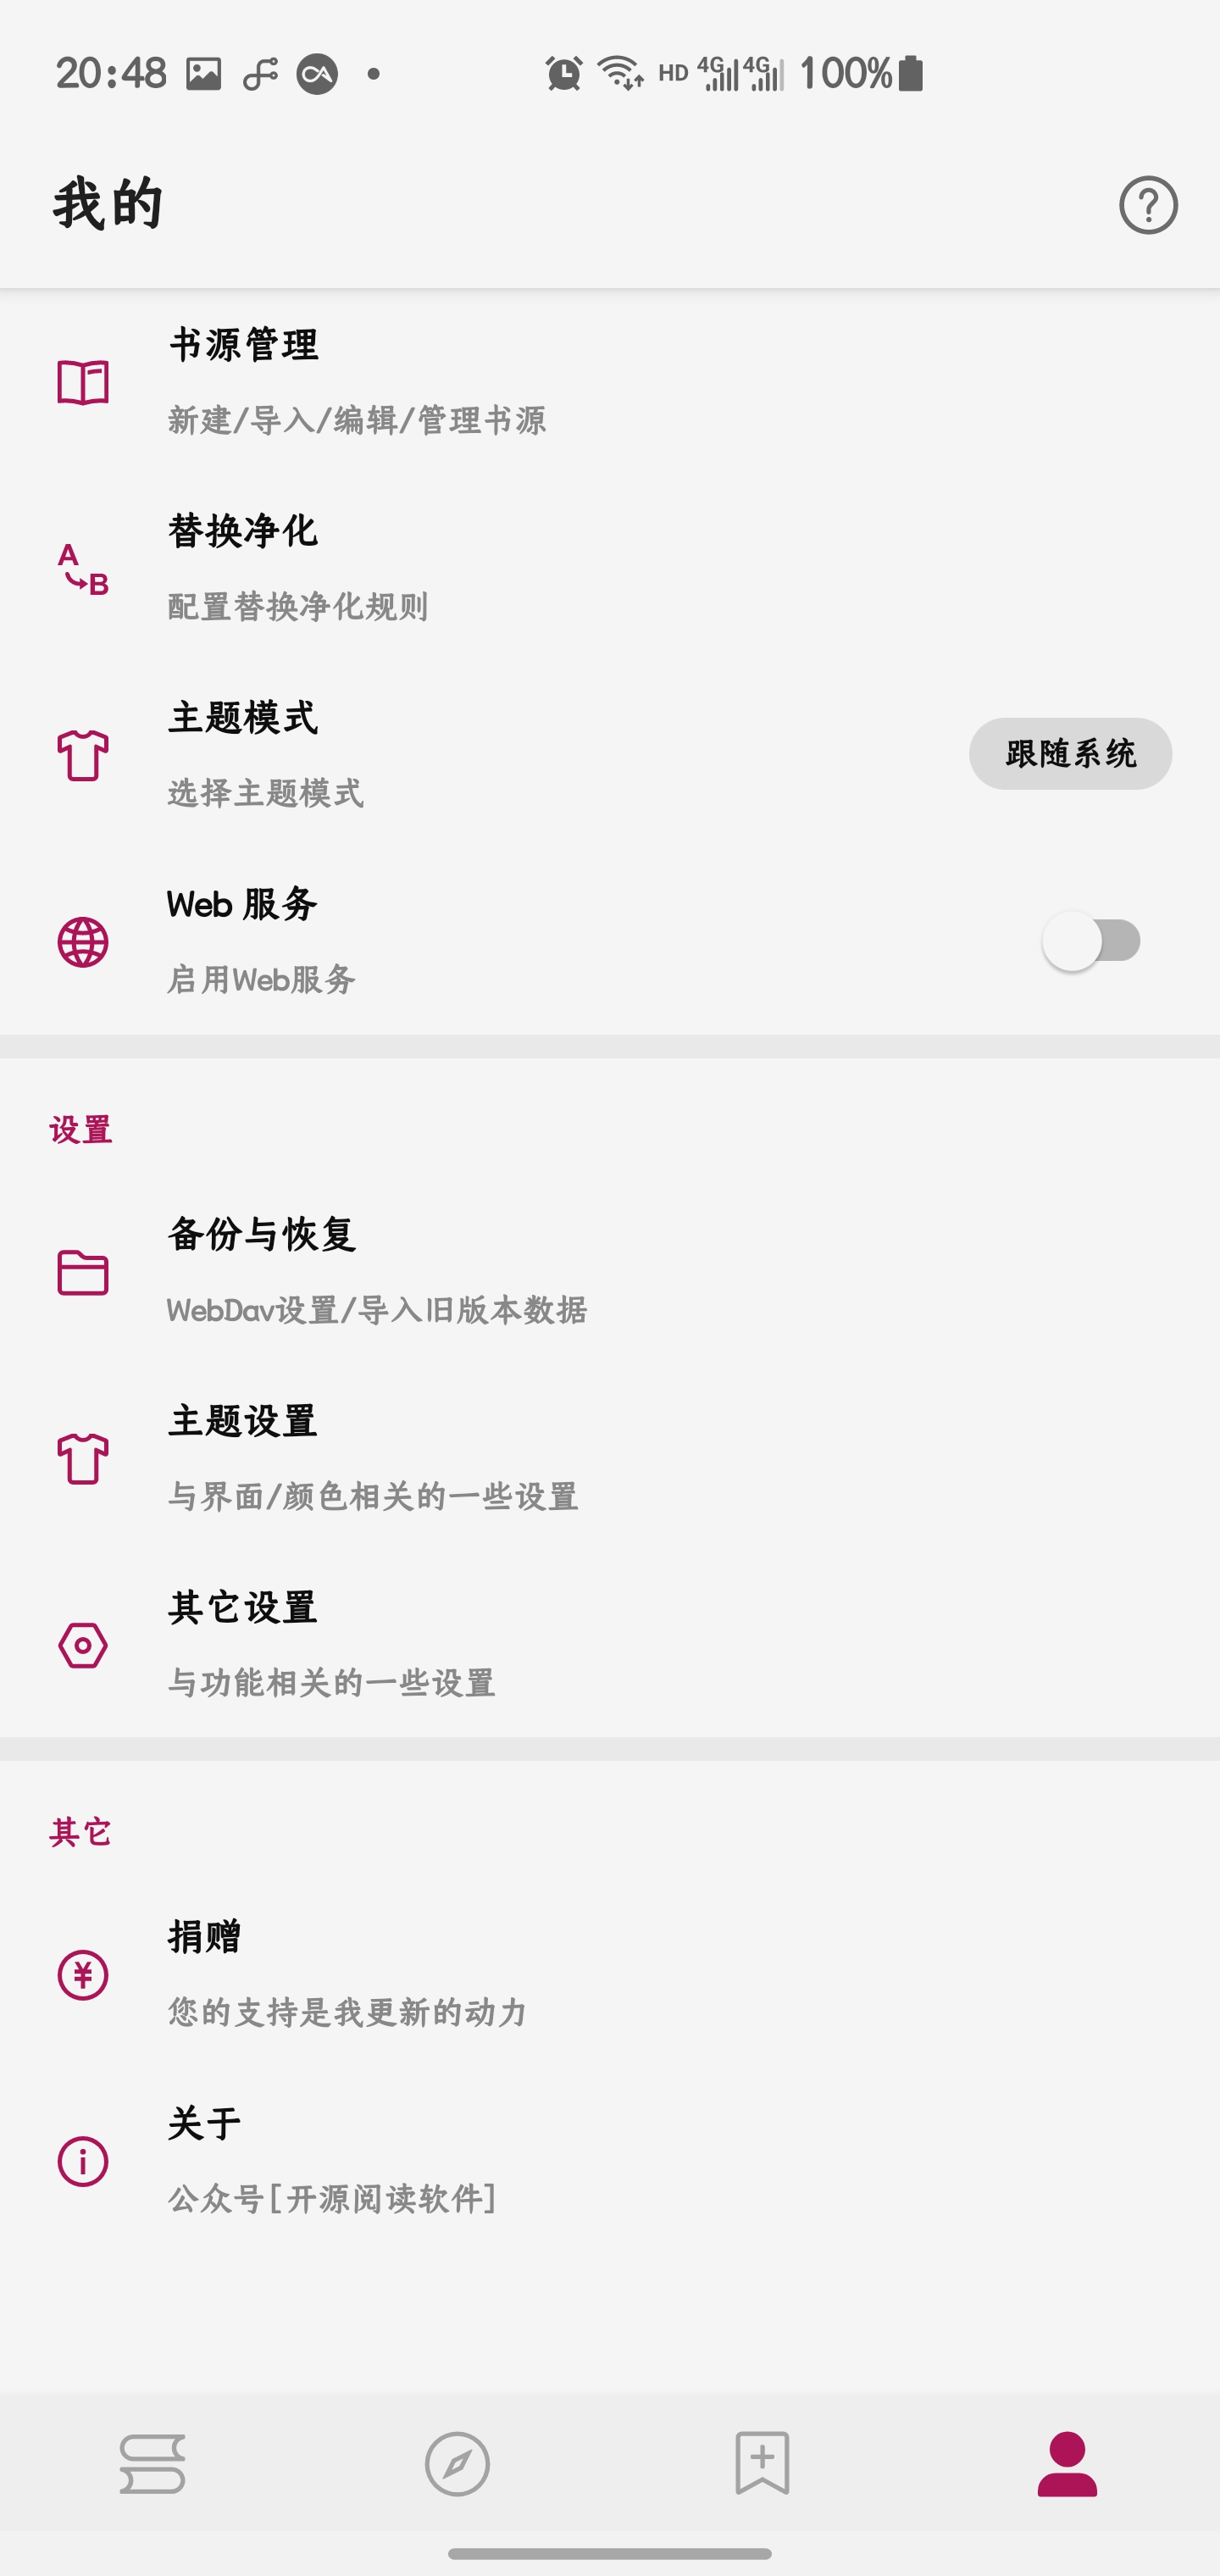 20:48 HD 4G 4G 100%
我的
书源管理
新建/导入/编辑/管理书源
A
B
替换净化
配置替换净化规则
主题模式
选择主题模式
跟随系统
Web 服务
启用Web服务
设置
备份与恢复
WebDav设置/导入旧版本数据
主题设置
与界面/颜色相关的一些设置
其它设置
与功能相关的一些设置
其它
捐赠
您的支持是我更新的动力
关于
公众号[开源阅读软件]